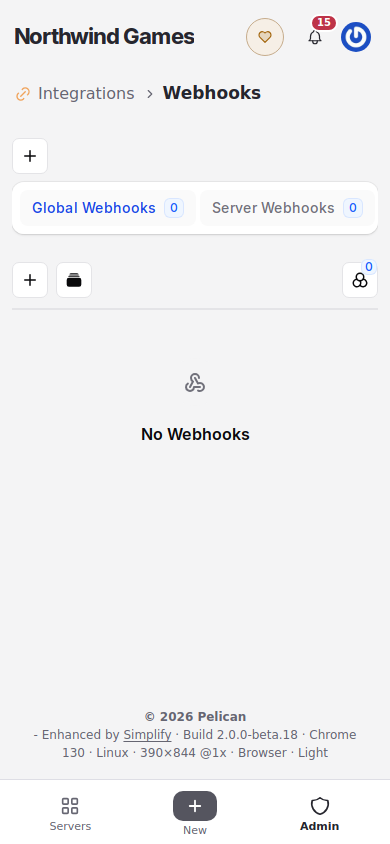 Northwind Games
15
Integrations › Webhooks
Global Webhooks 0
Server Webhooks 0
0
No Webhooks
© 2026 Pelican
- Enhanced by Simplify · Build 2.0.0-beta.18 · Chrome
130 · Linux · 390×844 @1x · Browser · Light
Servers
New
Admin